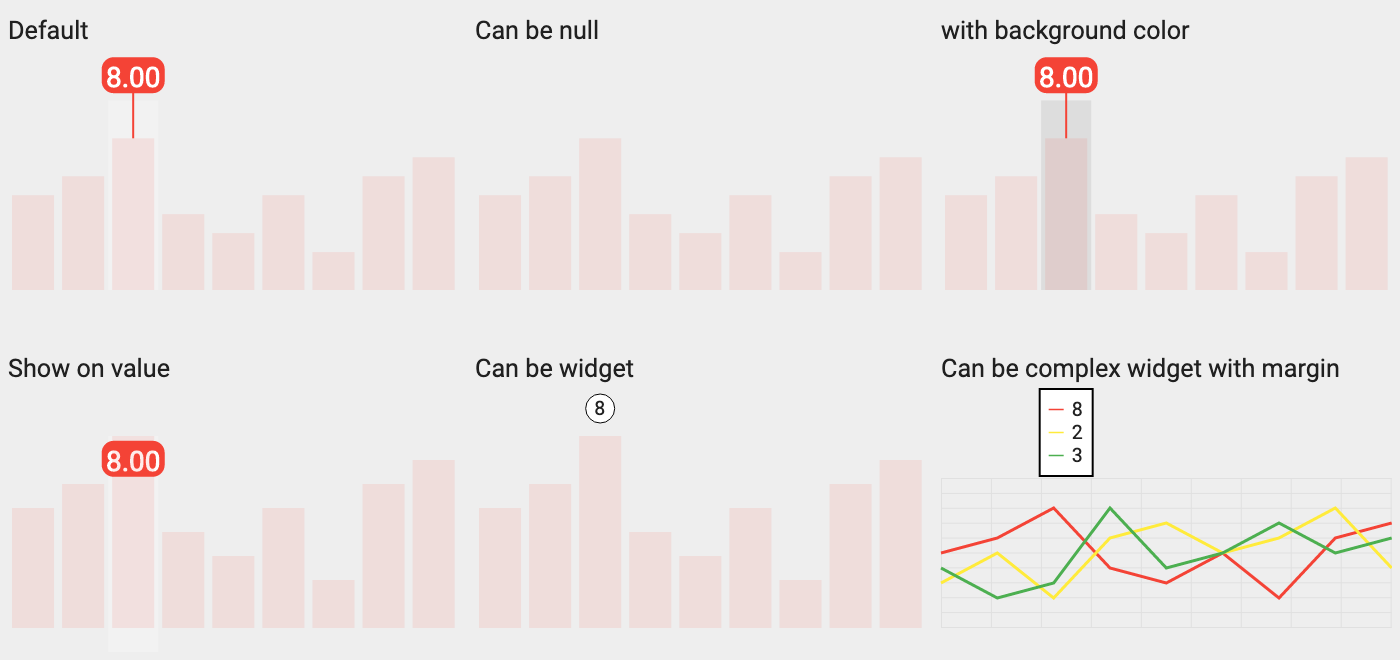 Default
Can be null
with background color
8.00
8.00
Show on value
Can be widget
Can be complex widget with margin
8.00
8
8
2
3